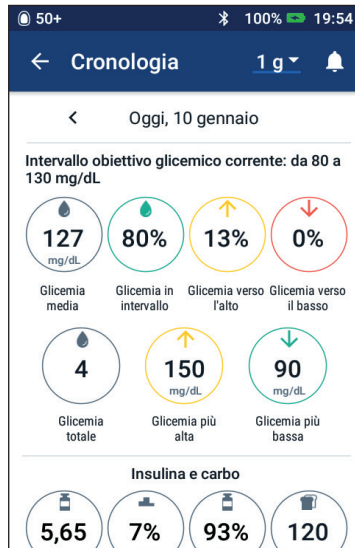 50+ 100% 19:54
Cronologia 1 g
Oggi, 10 gennaio
Intervallo obiettivo glicemico corrente: da 80 a
130 mg/dL
127 80% 13% 0%
mg/dL
Glicemia media Glicemia in intervallo Glicemia verso l'alto Glicemia verso il basso
4 150 90
mg/dL mg/dL
Glicemia totale Glicemia più alta Glicemia più bassa
Insulina e carbo
5,65 7% 93% 120